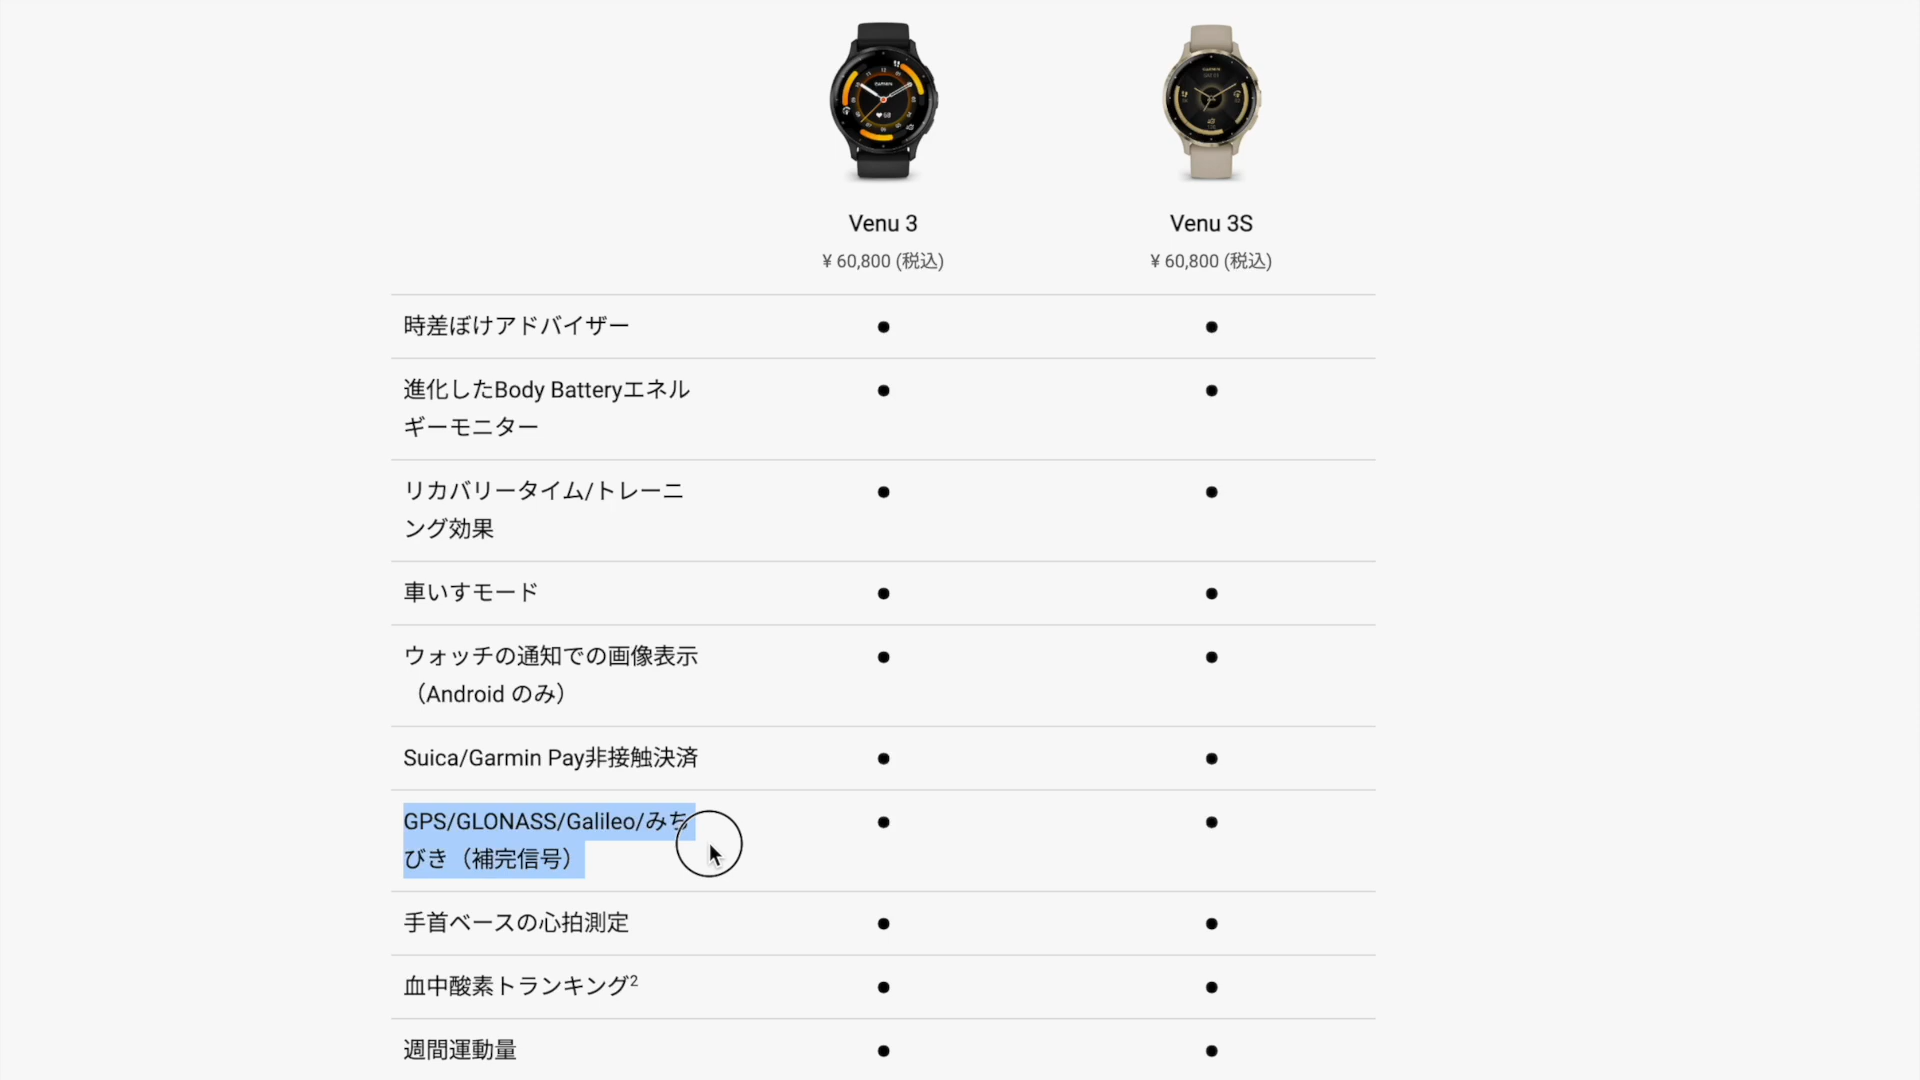 Venu 3
Venu 3S
¥ 60,800 (税込)
¥ 60,800 (税込)
時差ぼけアドバイザー
進化したBody Batteryエネル
ギーモニター
リカバリータイム/トレーニ
ング効果
車いすモード
ウォッチの通知での画像表示
（Android のみ）
Suica/Garmin Pay非接触決済
GPS/GLONASS/Galileo/みち
びき（補完信号）
手首ベースの心拍測定
血中酸素トランキング2
週間運動量